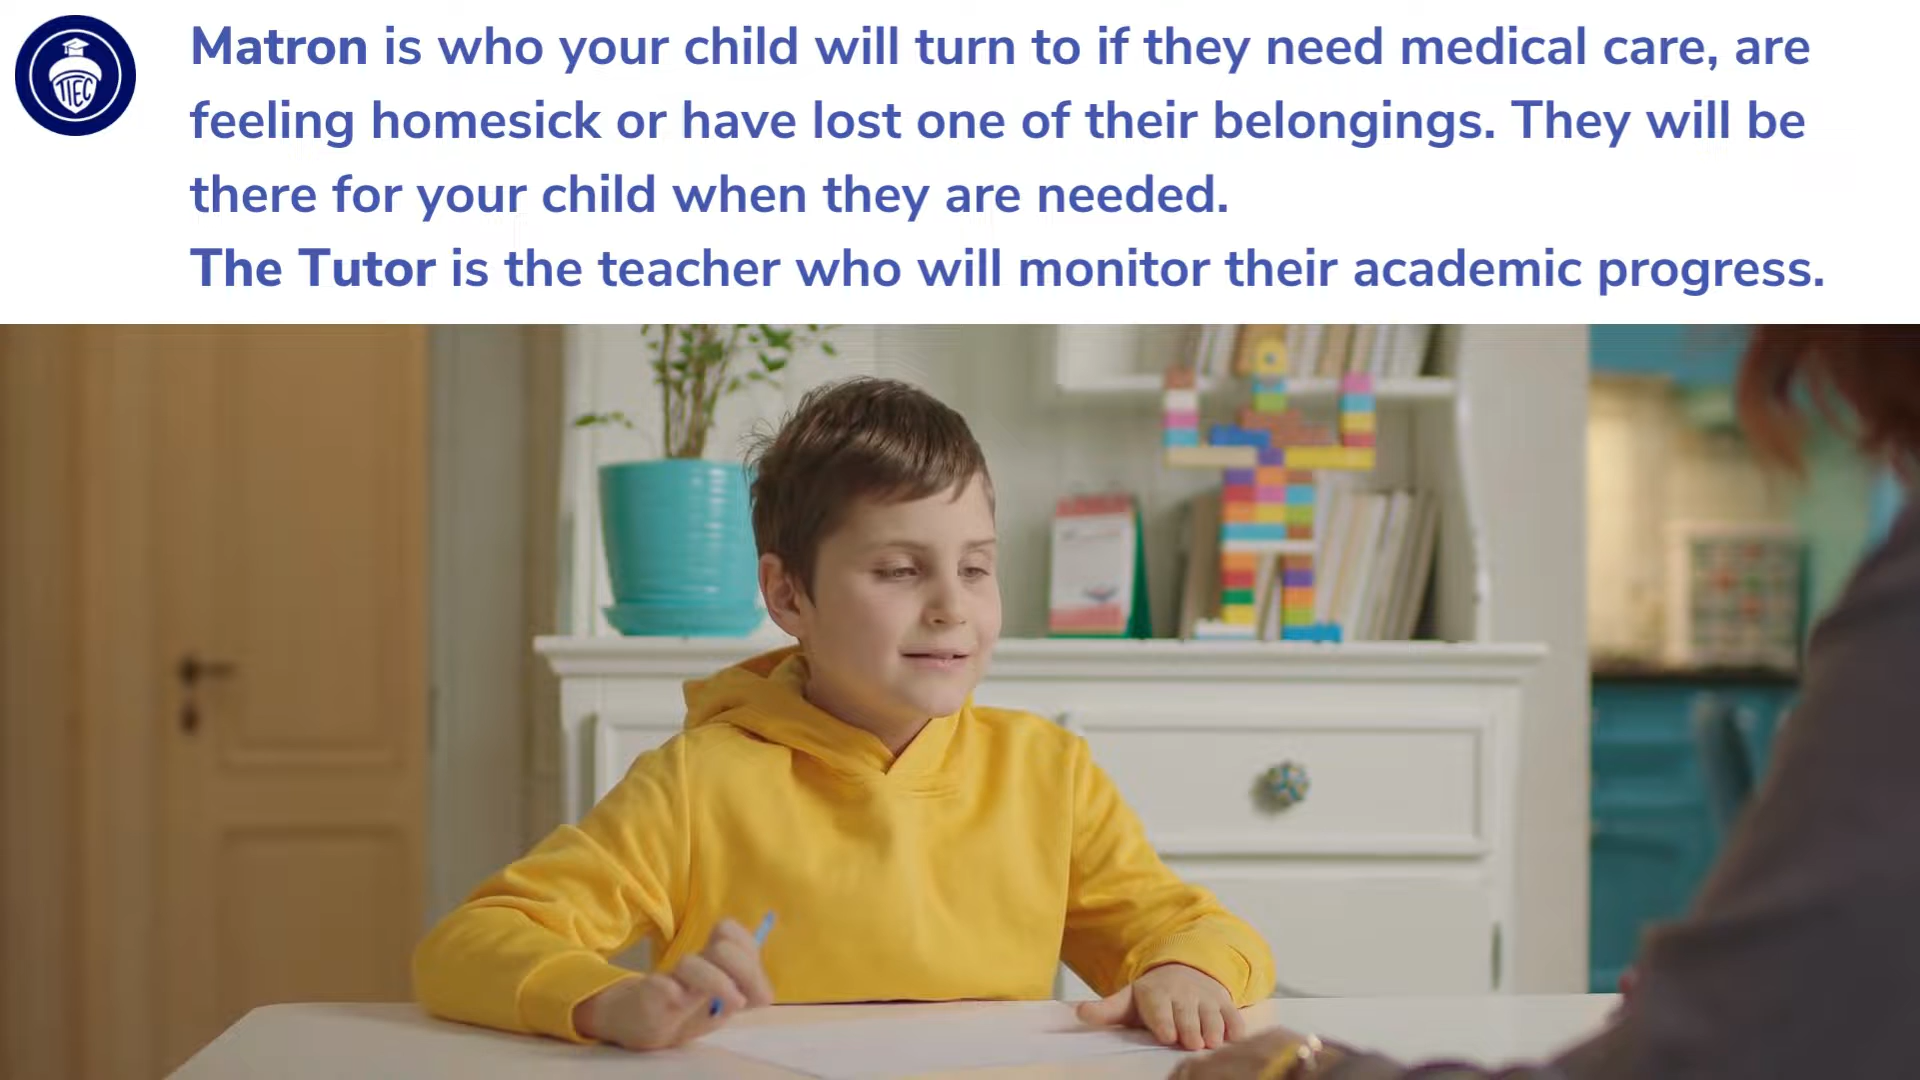 TIEC
Matron is who your child will turn to if they need medical care, are
feeling homesick or have lost one of their belongings. They will be
there for your child when they are needed.
The Tutor is the teacher who will monitor their academic progress.